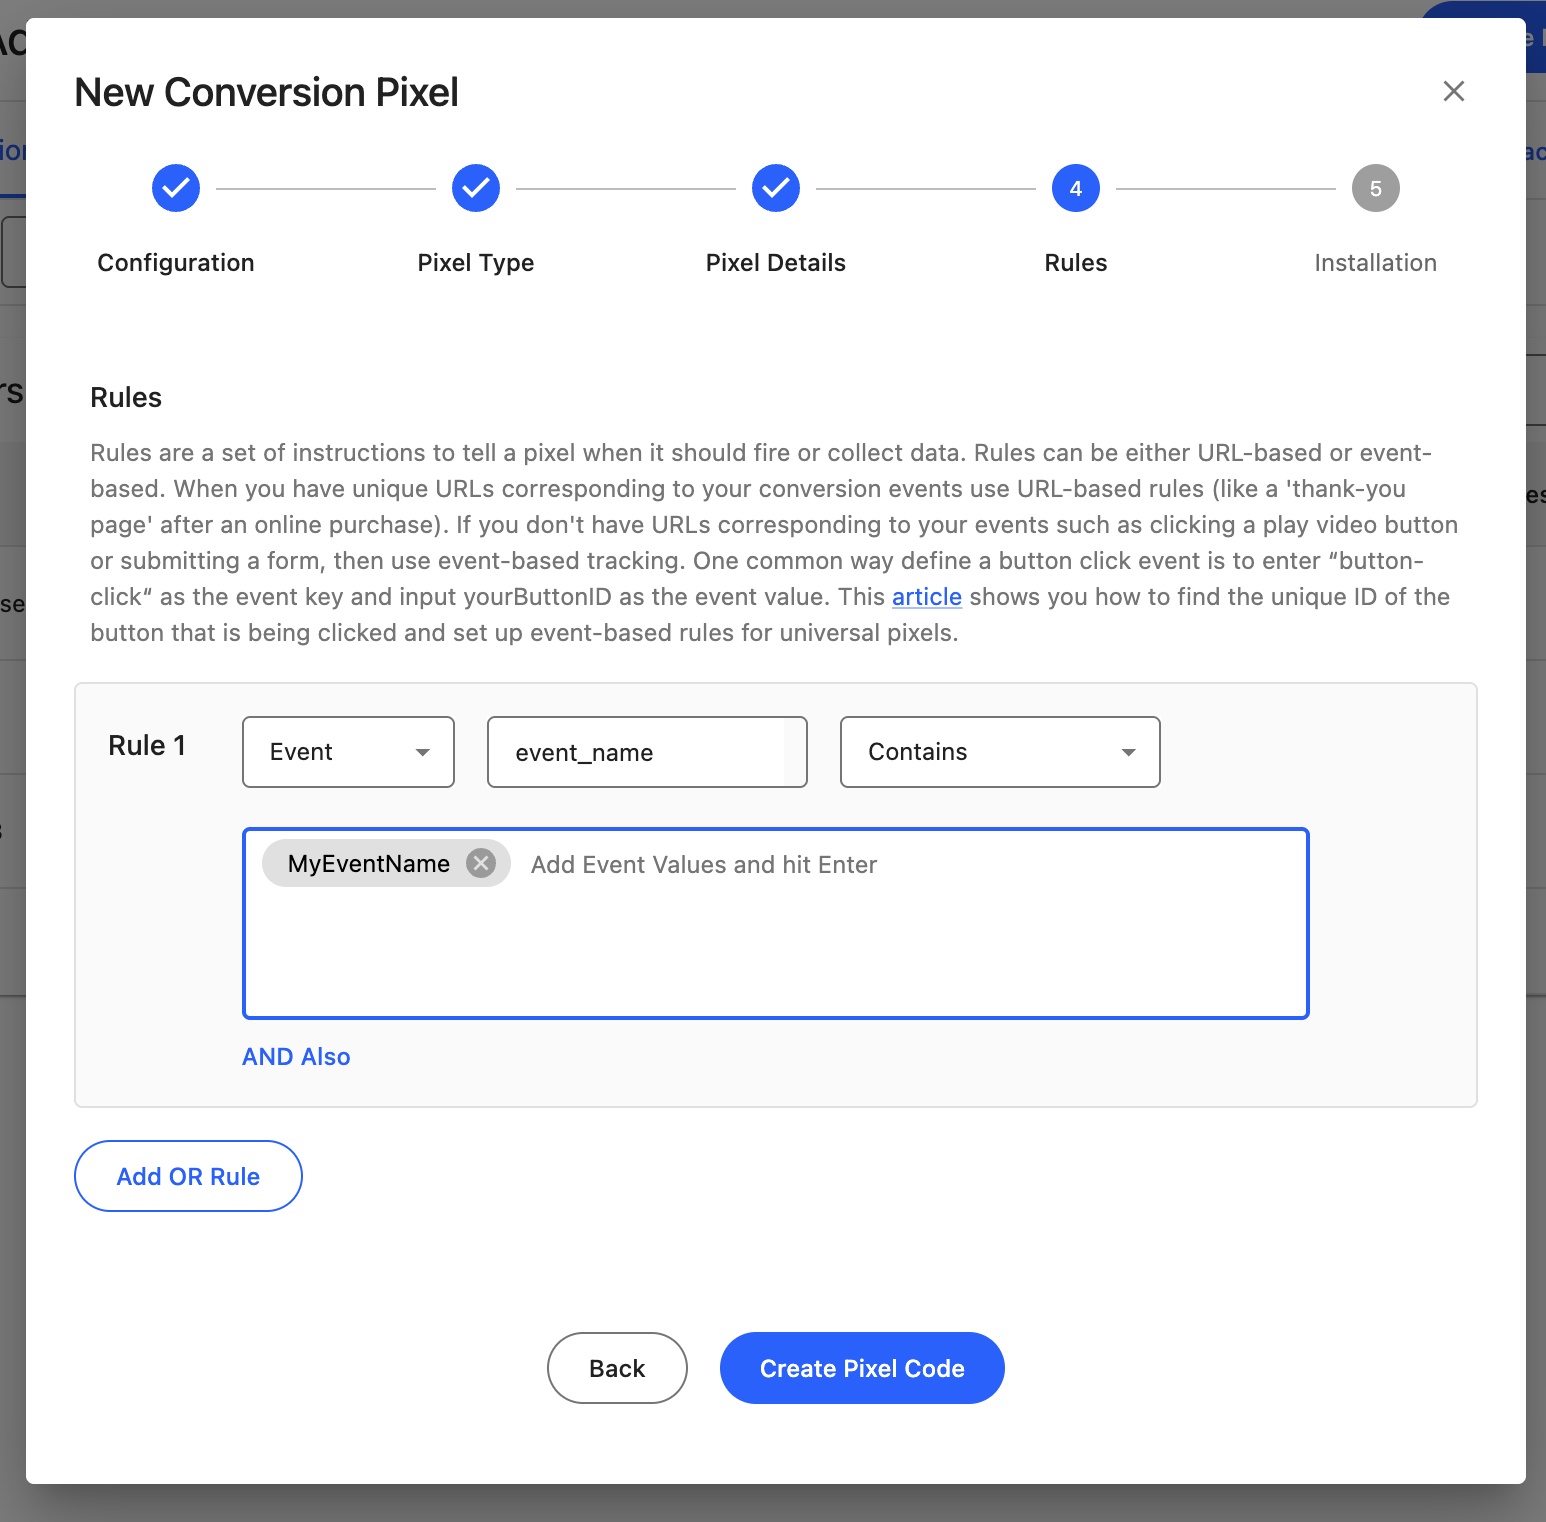 New Conversion Pixel
4
5
Configuration
Pixel Type
Pixel Details
Rules
Installation
Rules
Rules are a set of instructions to tell a pixel when it should fire or collect data. Rules can be either URL-based or event-
based. When you have unique URLs corresponding to your conversion events use URL-based rules (like a 'thank-you
page' after an online purchase). If you don't have URLs corresponding to your events such as clicking a play video button
or submitting a form, then use event-based tracking. One common way define a button click event is to enter “button-
click“ as the event key and input yourButtonID as the event value. This article shows you how to find the unique ID of the
button that is being clicked and set up event-based rules for universal pixels.
Rule 1
Event
event_name
Contains
MyEventName
Add Event Values and hit Enter
AND Also
Add OR Rule
Back
Create Pixel Code